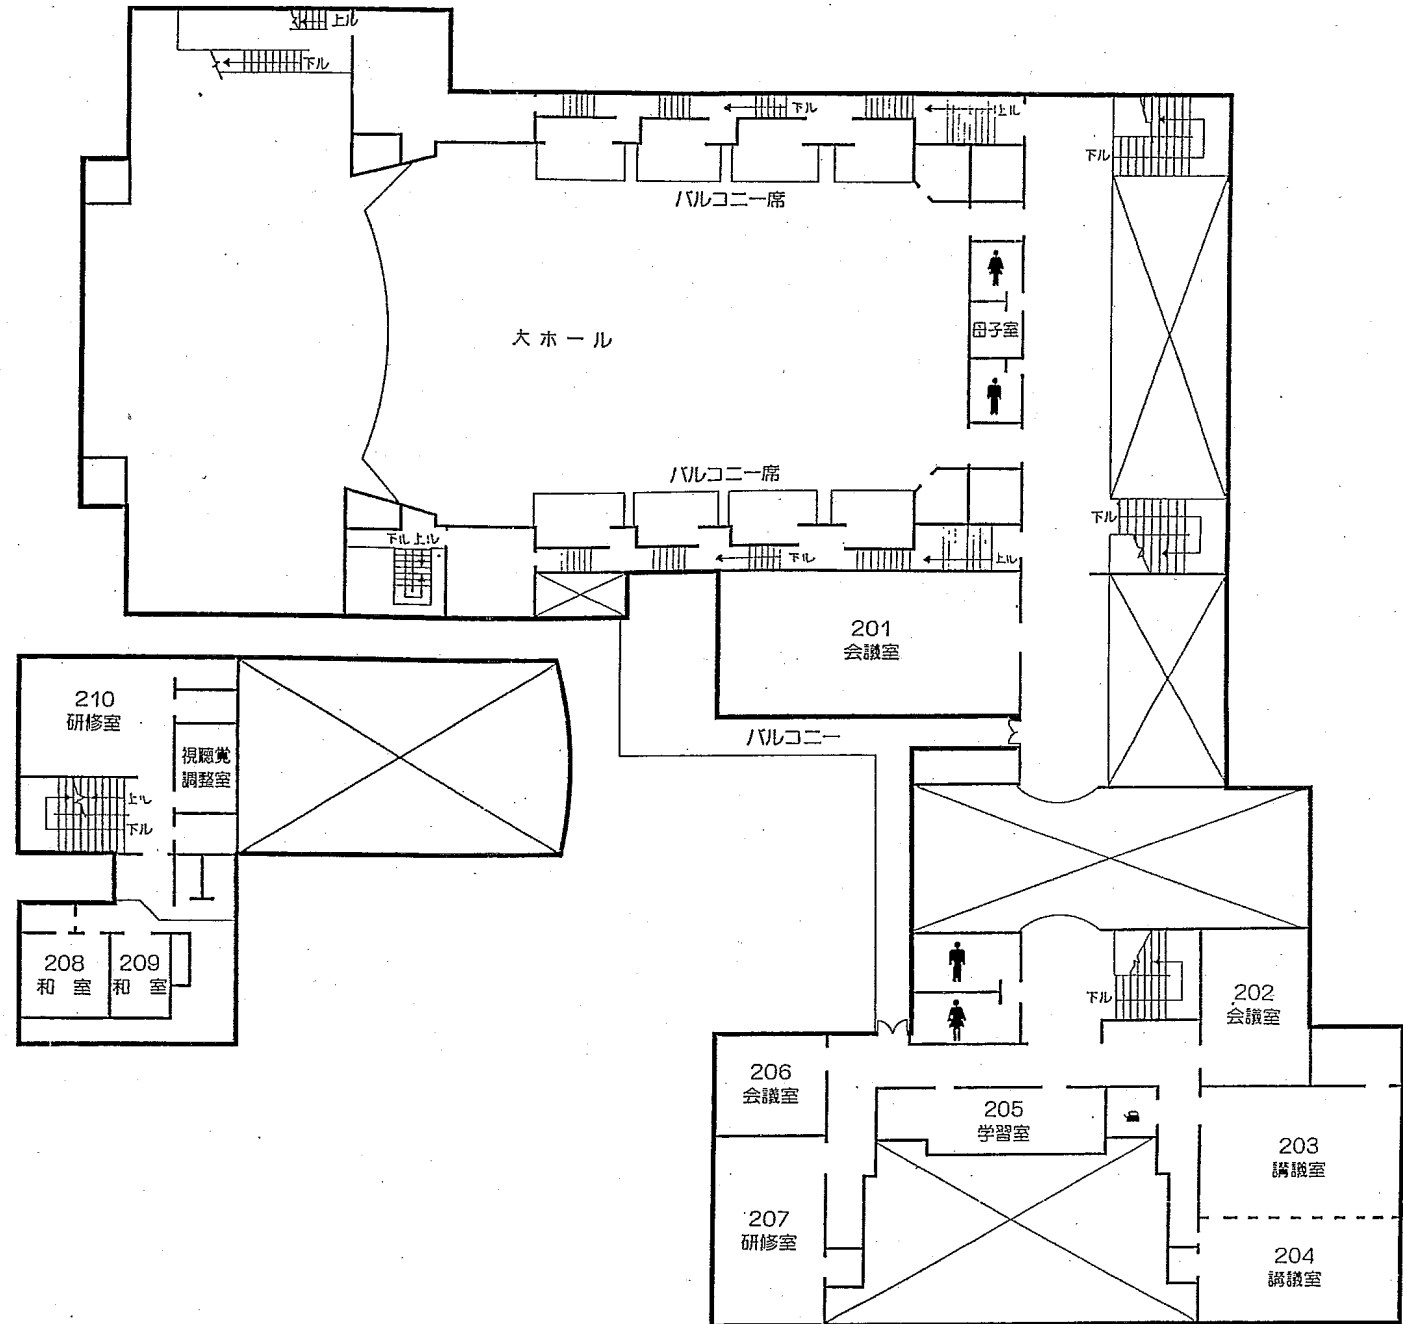 上ル
下ル
下ル
上ル
下ル
バルコニー席
母子室
大ホール
バルコニー席
下ル
下ル 上ル
下ル
上ル
201
会議室
210
研修室
視聴覚
調整室
バルコニー
上ル
下ル
208
和 室
209
和 室
下ル
202
会議室
206
会議室
205
学習室
203
講議室
207
研修室
204
講議室